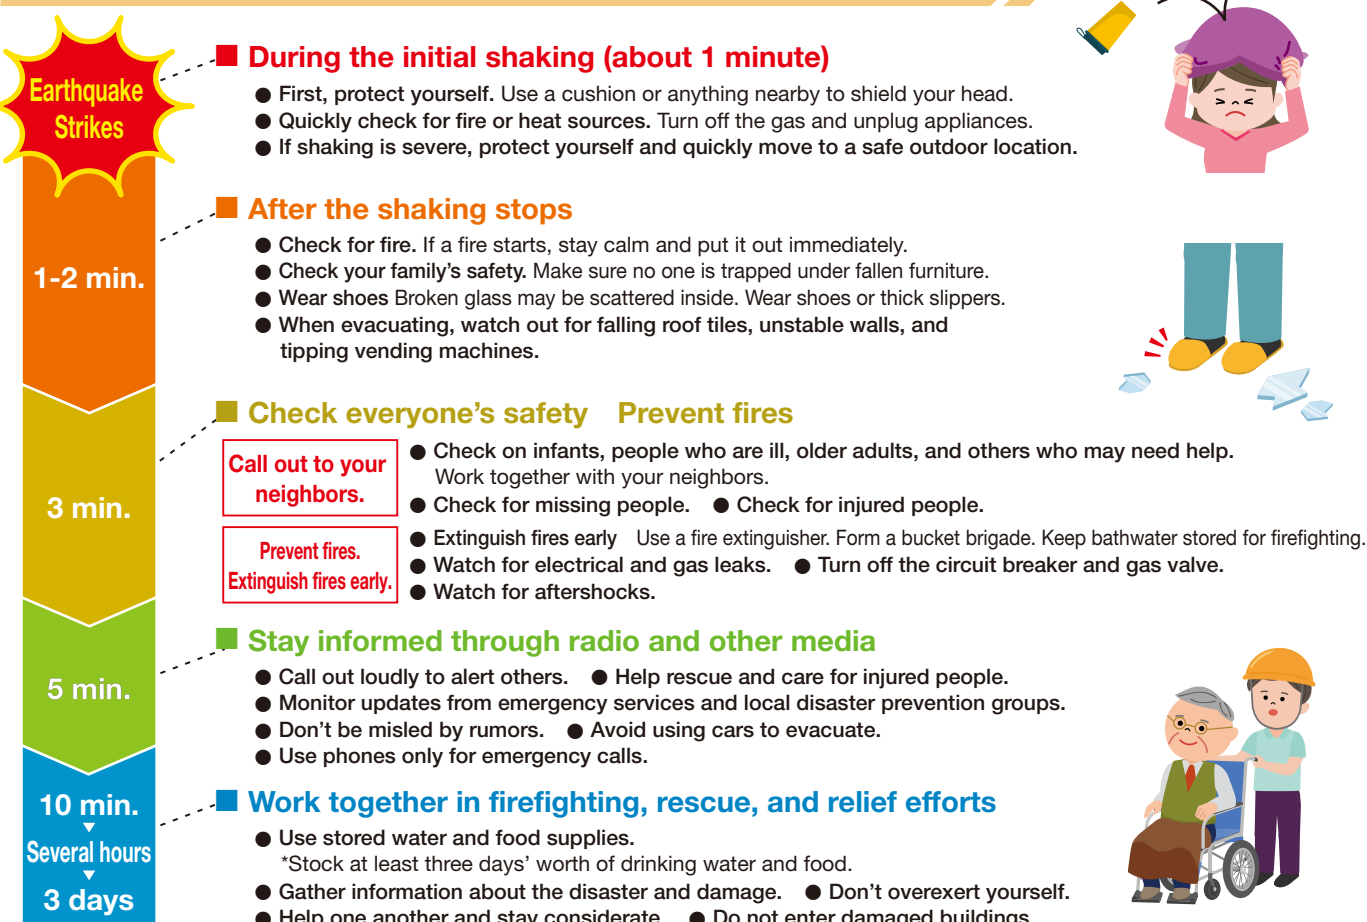 Earthquake
Strikes
■ During the initial shaking (about 1 minute)
● First, protect yourself. Use a cushion or anything nearby to shield your head.
● Quickly check for fire or heat sources. Turn off the gas and unplug appliances.
● If shaking is severe, protect yourself and quickly move to a safe outdoor location.
1-2 min.
■ After the shaking stops
● Check for fire. If a fire starts, stay calm and put it out immediately.
● Check your family's safety. Make sure no one is trapped under fallen furniture.
● Wear shoes Broken glass may be scattered inside. Wear shoes or thick slippers.
● When evacuating, watch out for falling roof tiles, unstable walls, and
tipping vending machines.
3 min.
■ Check everyone's safety Prevent fires
Call out to your
neighbors.
● Check on infants, people who are ill, older adults, and others who may need help.
Work together with your neighbors.
● Check for missing people. ● Check for injured people.
Prevent fires.
Extinguish fires early.
● Extinguish fires early Use a fire extinguisher. Form a bucket brigade. Keep bathwater stored for firefighting.
● Watch for electrical and gas leaks. ● Turn off the circuit breaker and gas valve.
● Watch for aftershocks.
5 min.
■ Stay informed through radio and other media
● Call out loudly to alert others. ● Help rescue and care for injured people.
● Monitor updates from emergency services and local disaster prevention groups.
● Don't be misled by rumors. ● Avoid using cars to evacuate.
● Use phones only for emergency calls.
10 min.
▼
Several hours
▼
3 days
■ Work together in firefighting, rescue, and relief efforts
● Use stored water and food supplies.
*Stock at least three days' worth of drinking water and food.
● Gather information about the disaster and damage. ● Don't overexert yourself.
● Help one another and stay considerate. ● Do not enter damaged buildings.